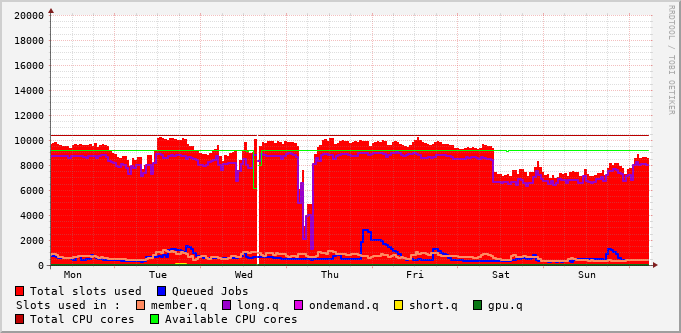 20000
18000
16000
14000
12000
10000
8000
6000
4000
2000
0
Mon Tue Wed Thu Fri Sat Sun
RRDTOOL / TOBI OETIKER
Total slots used Queued Jobs
Slots used in : member.q long.q ondemand.q short.q gpu.q
Total CPU cores Available CPU cores